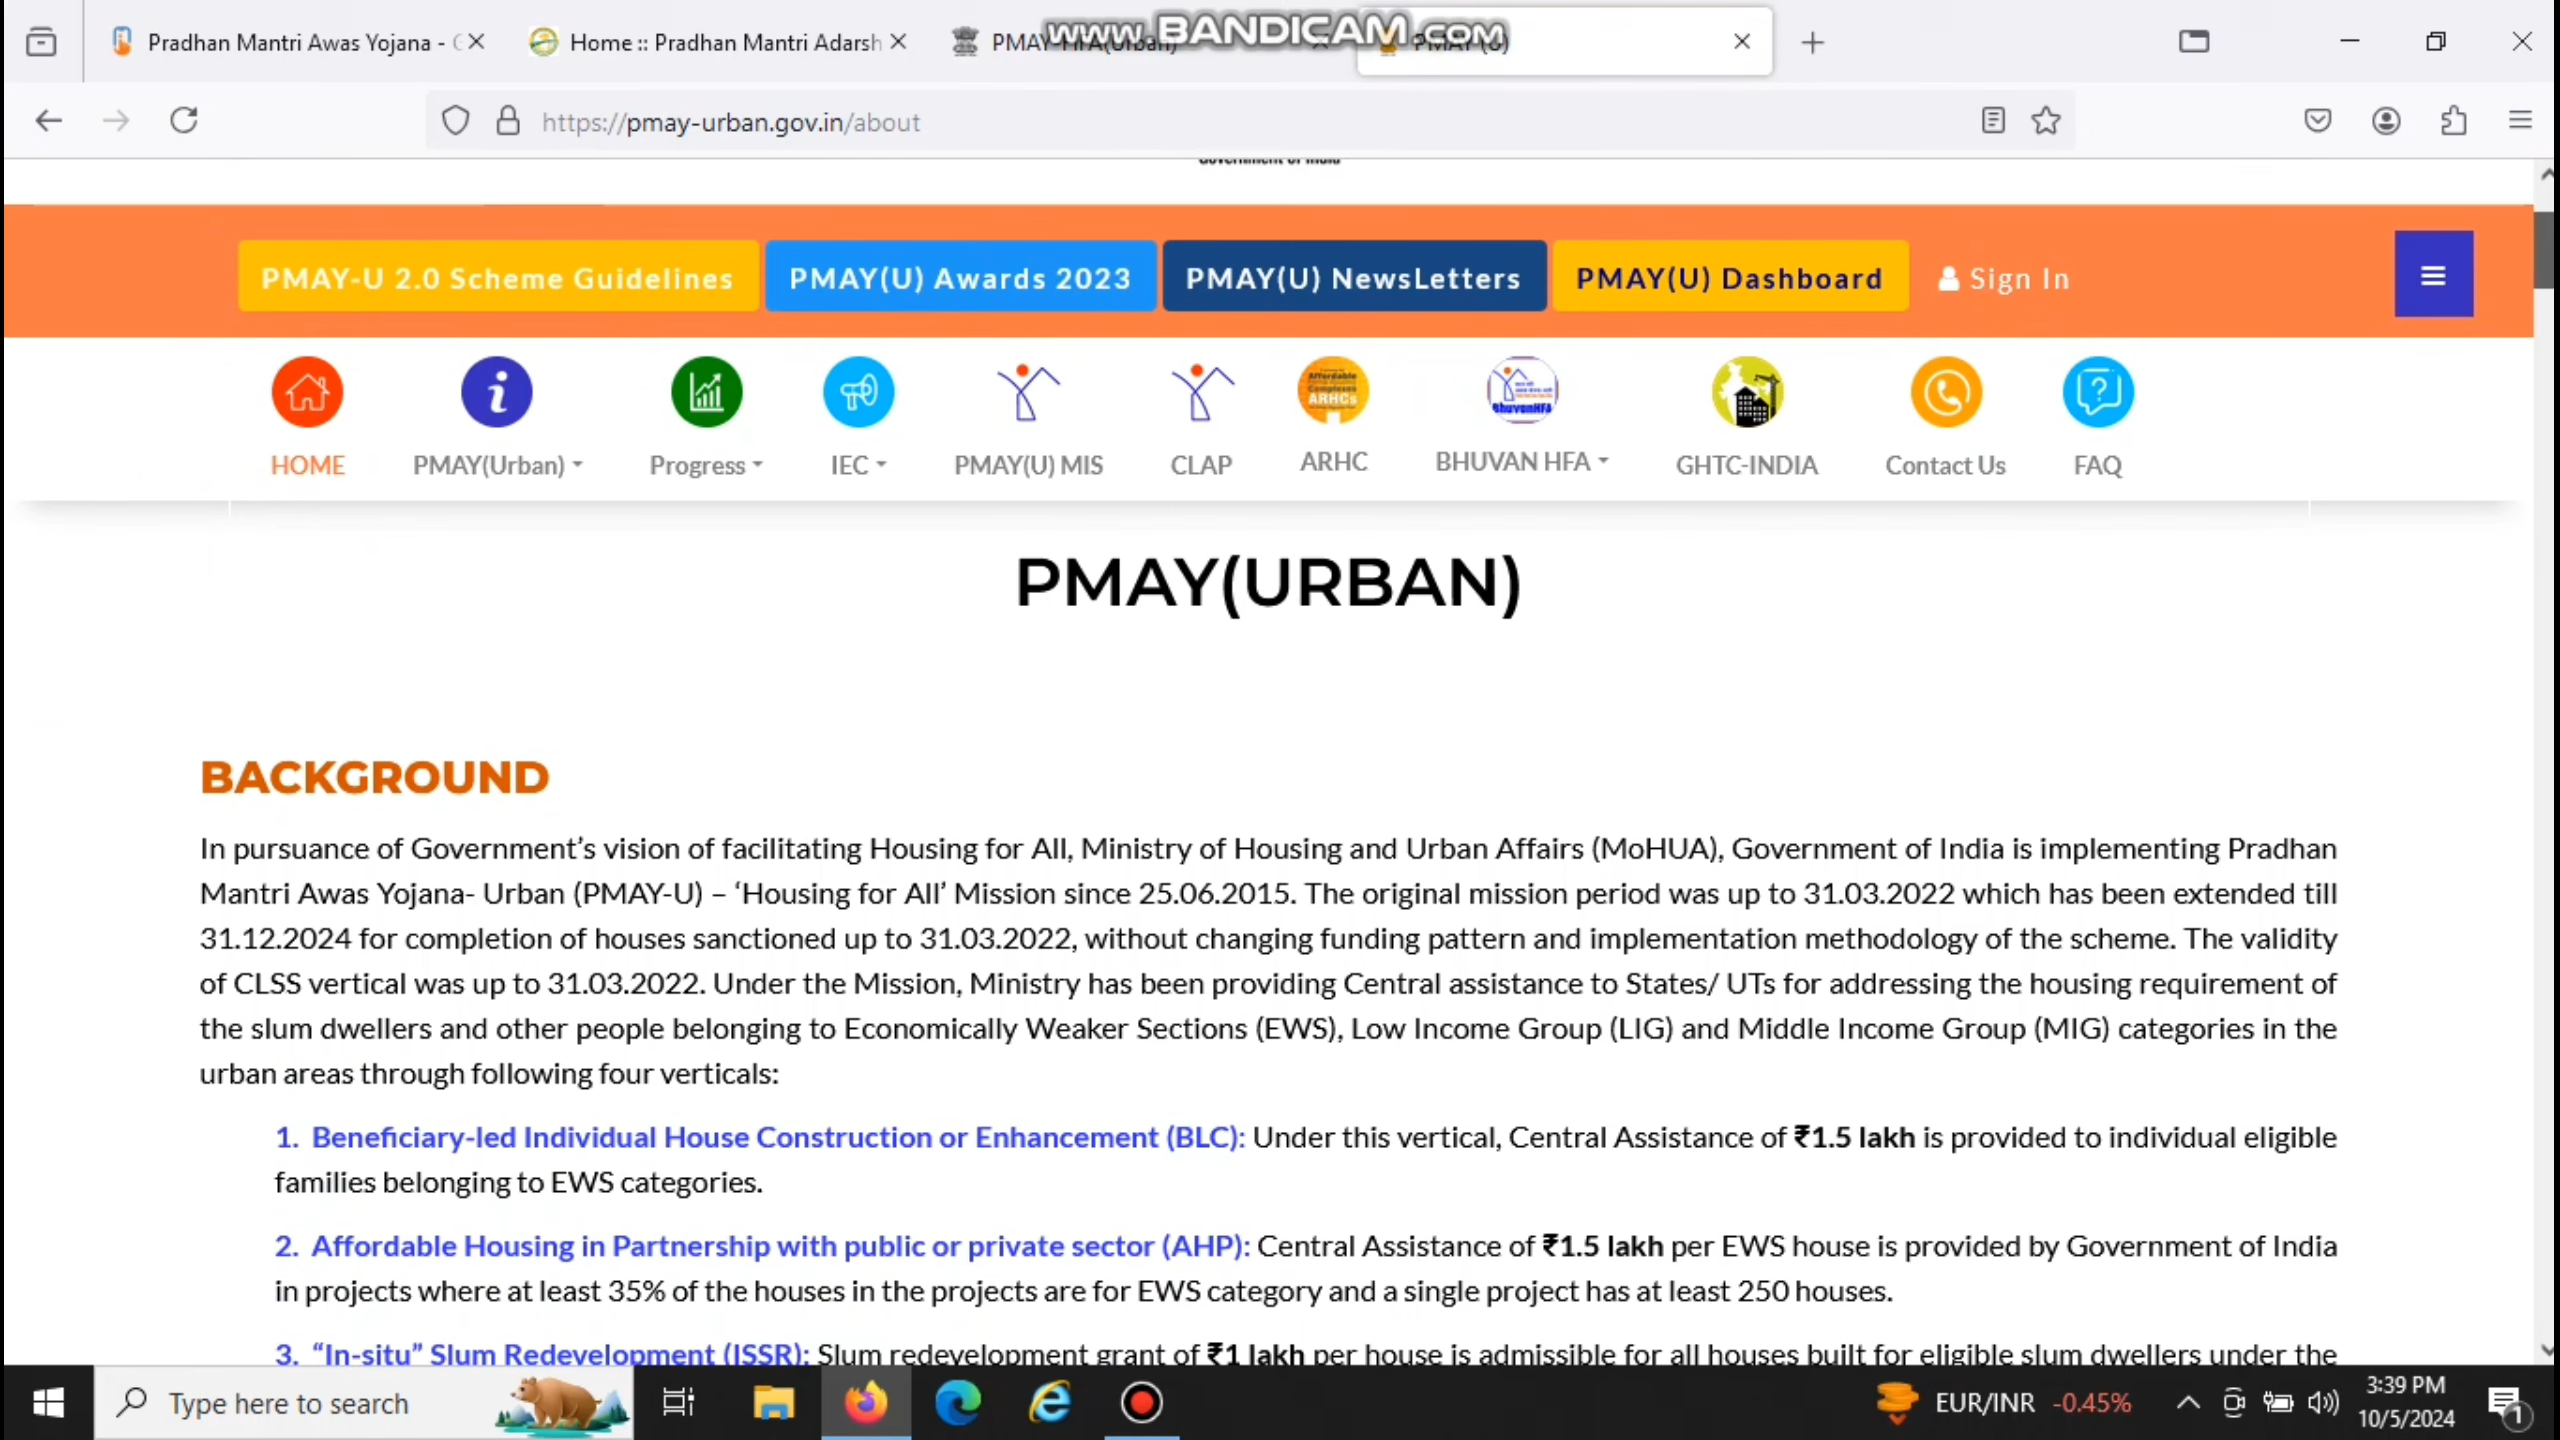 Pradhan Mantri Awas Yojana - G
Home :: Pradhan Mantri Adarsh
PMAY-HFA(Urban)
PMAY (U)
www.BANDICAM.com
https://pmay-urban.gov.in/about
Government of India
PMAY-U 2.0 Scheme Guidelines
PMAY(U) Awards 2023
PMAY(U) NewsLetters
PMAY(U) Dashboard
Sign In
Affordable
Complexes
ARHCs
BhuvanHFA
HOME
PMAY(Urban)
Progress
IEC
PMAY(U) MIS
CLAP
ARHC
BHUVAN HFA
GHTC-INDIA
Contact Us
FAQ
PMAY(URBAN)
BACKGROUND
In pursuance of Government’s vision of facilitating Housing for All, Ministry of Housing and Urban Affairs (MoHUA), Government of India is implementing Pradhan
Mantri Awas Yojana- Urban (PMAY-U) – ‘Housing for All’ Mission since 25.06.2015. The original mission period was up to 31.03.2022 which has been extended till
31.12.2024 for completion of houses sanctioned up to 31.03.2022, without changing funding pattern and implementation methodology of the scheme. The validity
of CLSS vertical was up to 31.03.2022. Under the Mission, Ministry has been providing Central assistance to States/ UTs for addressing the housing requirement of
the slum dwellers and other people belonging to Economically Weaker Sections (EWS), Low Income Group (LIG) and Middle Income Group (MIG) categories in the
urban areas through following four verticals:
1. Beneficiary-led Individual House Construction or Enhancement (BLC): Under this vertical, Central Assistance of ₹1.5 lakh is provided to individual eligible
families belonging to EWS categories.
2. Affordable Housing in Partnership with public or private sector (AHP): Central Assistance of ₹1.5 lakh per EWS house is provided by Government of India
in projects where at least 35% of the houses in the projects are for EWS category and a single project has at least 250 houses.
3. “In-situ” Slum Redevelopment (ISSR): Slum redevelopment grant of ₹1 lakh per house is admissible for all houses built for eligible slum dwellers under the
Type here to search
EUR/INR -0.45%
3:39 PM
10/5/2024
1